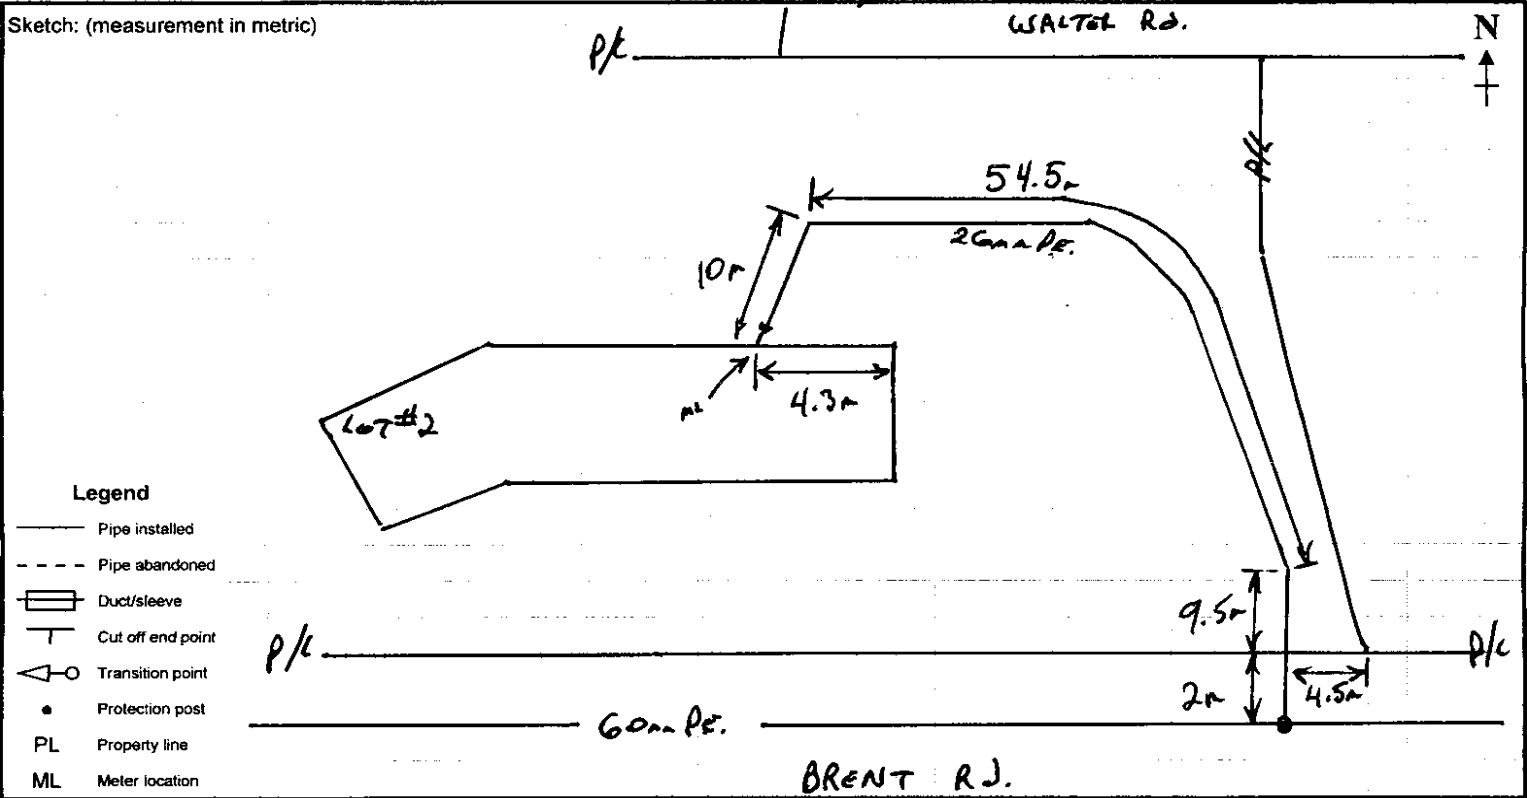 Sketch: (measurement in metric)
WALTER Rd.
N
P/L
P/L
54.5m
26mm PE.
10m
ML
4.3m
LOT #2
Legend
Pipe installed
Pipe abandoned
Duct/sleeve
Cut off end point
Transition point
Protection post
PL Property line
ML Meter location
9.5m
P/L
P/L
2m
4.5m
60mm PE.
BRENT Rd.